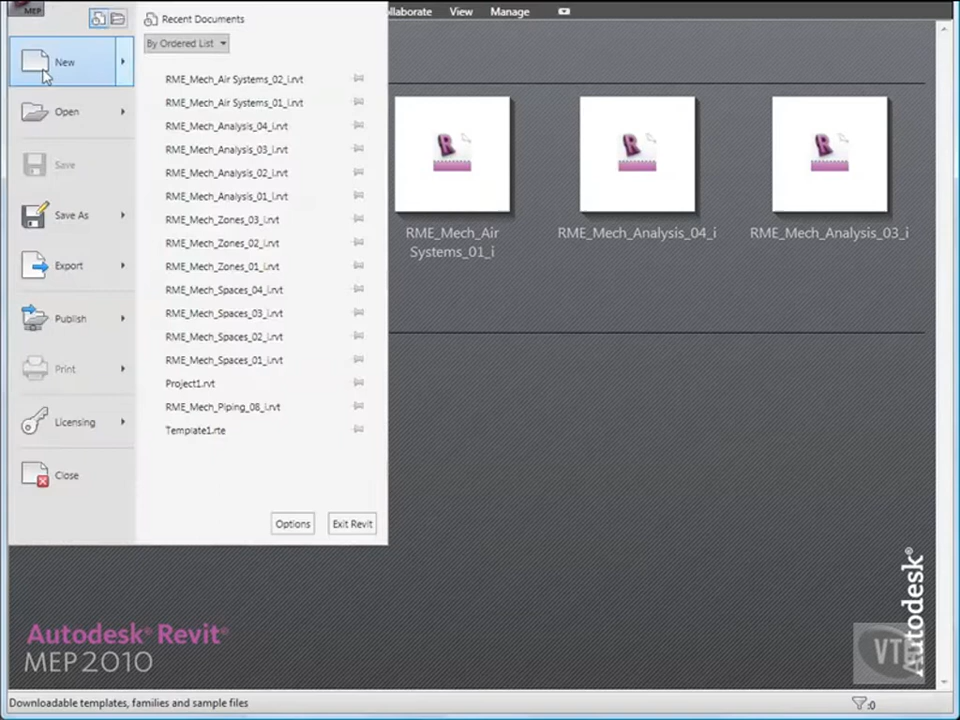 MEP
Recent Documents
llaborate View Manage
By Ordered List
New
Open
Save
Save As
Export
Publish
Print
Licensing
Close
RME_Mech_Air Systems_02_i.rvt
RME_Mech_Air Systems_01_i.rvt
RME_Mech_Analysis_04_i.rvt
RME_Mech_Analysis_03_i.rvt
RME_Mech_Analysis_02_i.rvt
RME_Mech_Analysis_01_i.rvt
RME_Mech_Zones_03_i.rvt
RME_Mech_Zones_02_i.rvt
RME_Mech_Zones_01_i.rvt
RME_Mech_Spaces_04_i.rvt
RME_Mech_Spaces_03_i.rvt
RME_Mech_Spaces_02_i.rvt
RME_Mech_Spaces_01_i.rvt
Project1.rvt
RME_Mech_Piping_08_i.rvt
Template1.rte
Options Exit Revit
RME_Mech_Air
Systems_01_i
RME_Mech_Analysis_04_i
RME_Mech_Analysis_03_i
Autodesk® Revit®
MEP 2010
Autodesk®
VT
Downloadable templates, families and sample files
:0